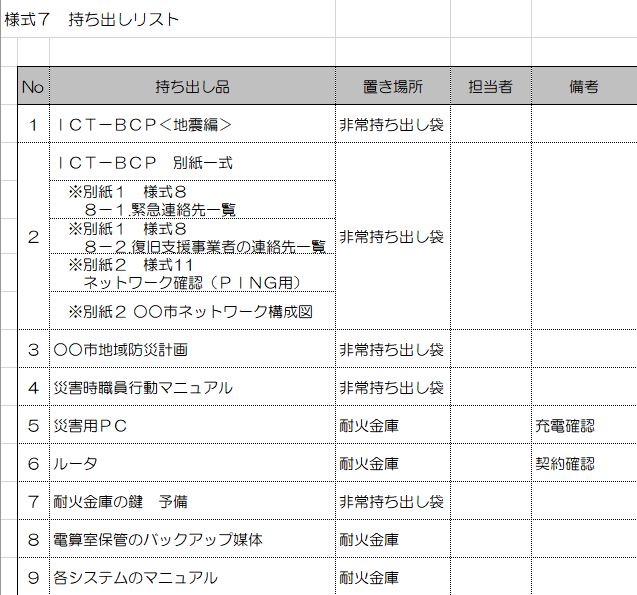 様式７　持ち出しリスト
No 持ち出し品 置き場所 担当者 備考
1 ＩＣＴ－ＢＣＰ＜地震編＞ 非常持ち出し袋
2 ＩＣＴ-ＢＣＰ　別紙一式 非常持ち出し袋
※別紙１　様式８
８－１.緊急連絡先一覧
※別紙１　様式８
８－２.復旧支援事業者の連絡先一覧
※別紙２　様式11
ネットワーク確認（ＰＩＮＧ用）
※別紙２ 〇〇市ネットワーク構成図
3 〇〇市地域防災計画 非常持ち出し袋
4 災害時職員行動マニュアル 非常持ち出し袋
5 災害用ＰＣ 耐火金庫 充電確認
6 ルータ 耐火金庫 契約確認
7 耐火金庫の鍵　予備 非常持ち出し袋
8 電算室保管のバックアップ媒体 耐火金庫
9 各システムのマニュアル 耐火金庫